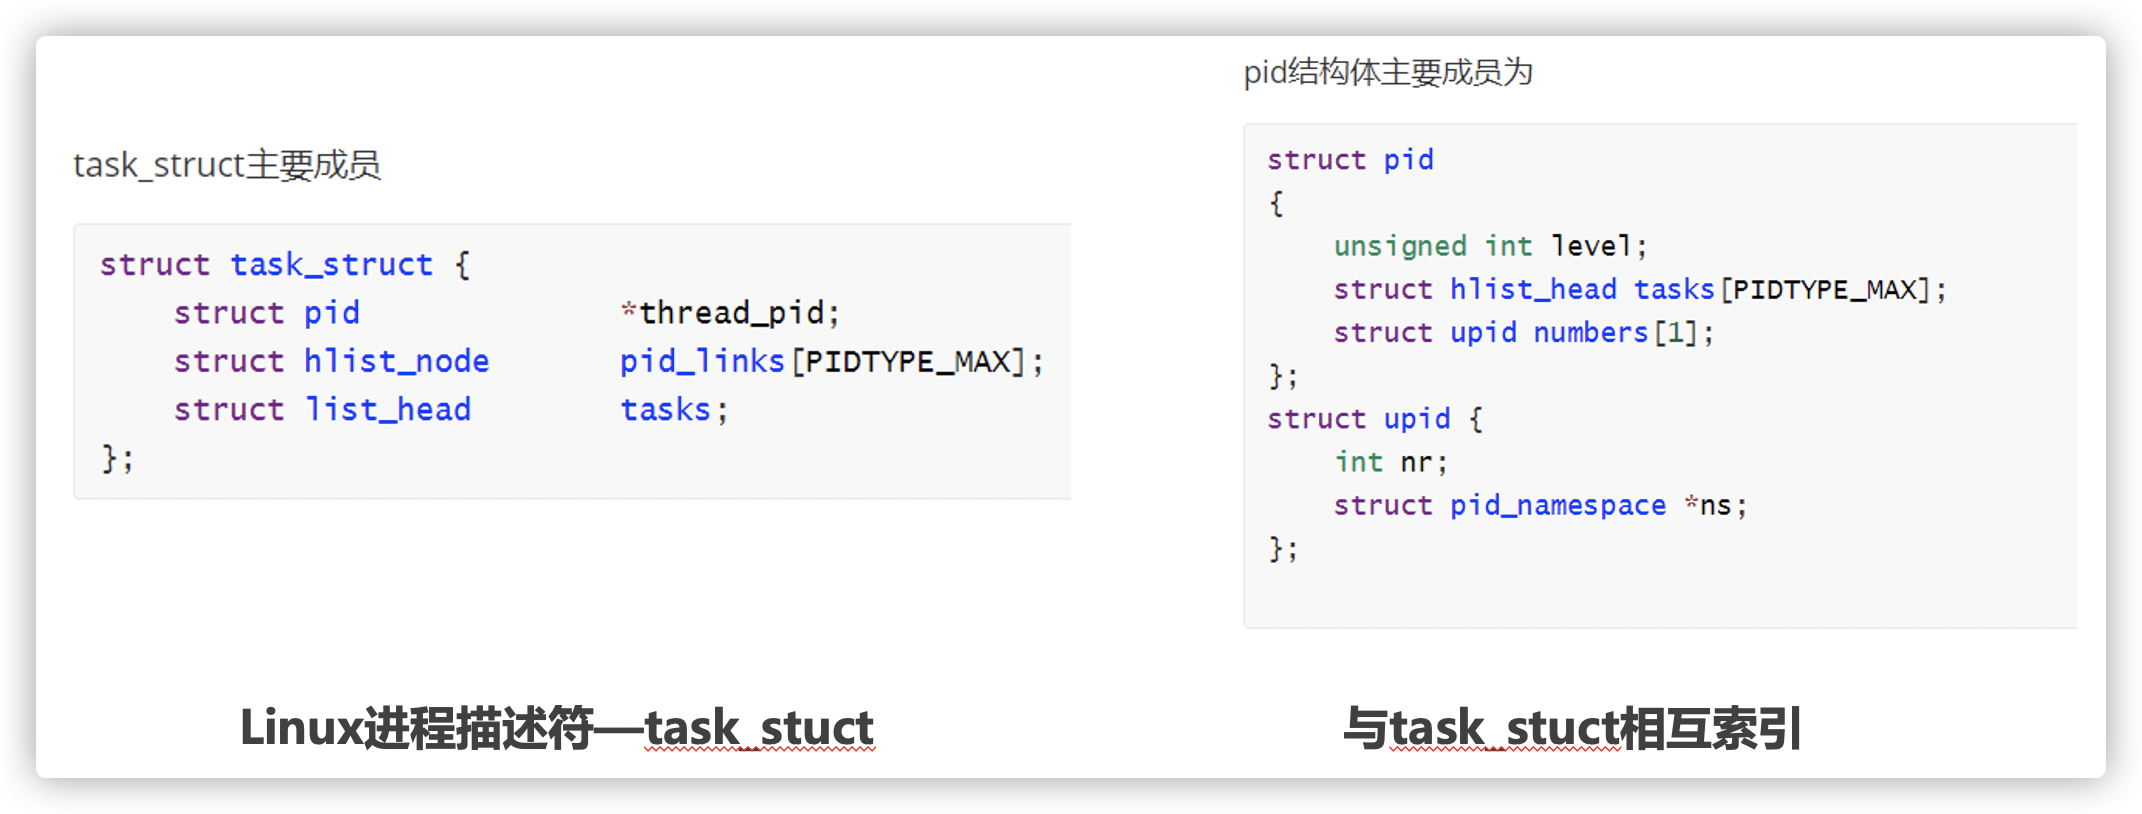 task_struct主要成员
struct task_struct {
    struct pid              *thread_pid;
    struct hlist_node       pid_links[PIDTYPE_MAX];
    struct list_head        tasks;
};
Linux进程描述符—task_stuct
pid结构体主要成员为
struct pid
{
    unsigned int level;
    struct hlist_head tasks[PIDTYPE_MAX];
    struct upid numbers[1];
};
struct upid {
    int nr;
    struct pid_namespace *ns;
};
与task_stuct相互索引